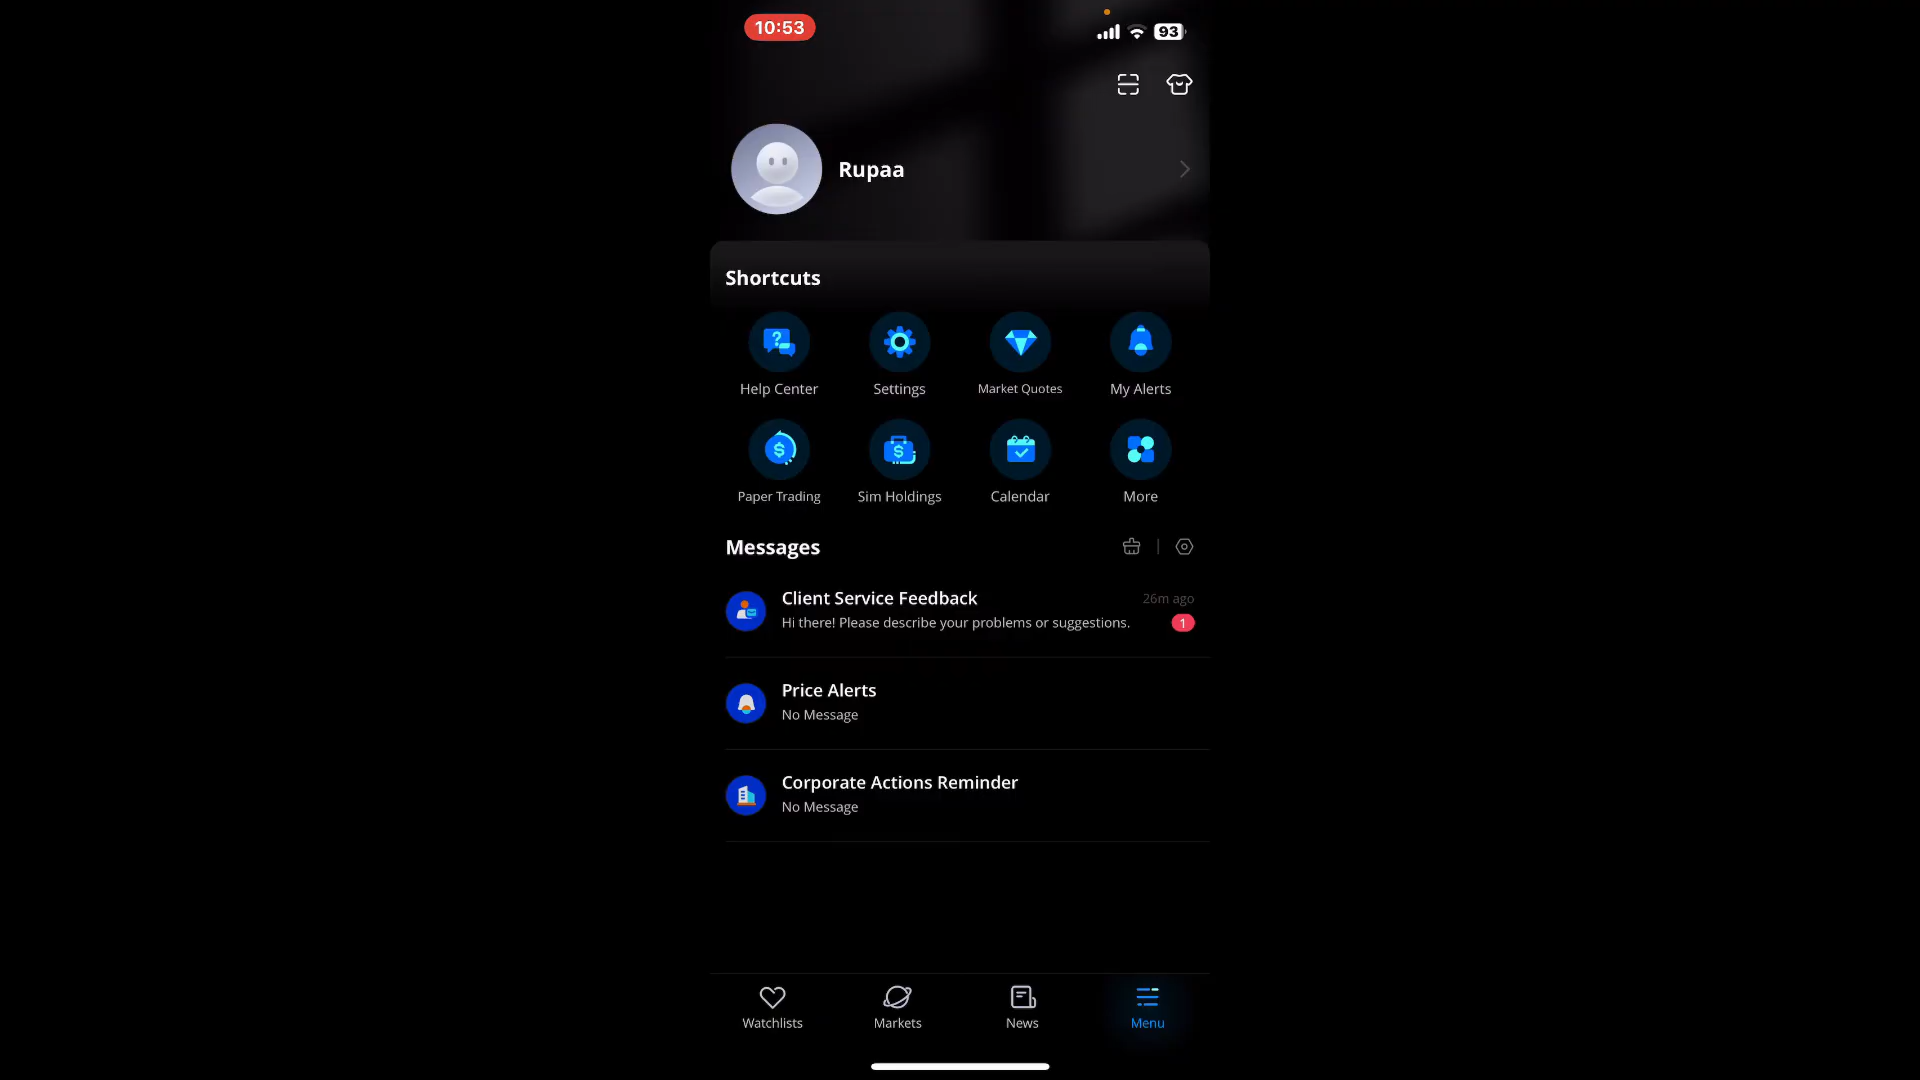 10:53
93
Rupaa
Shortcuts
Help Center
Settings
Market Quotes
My Alerts
Paper Trading
Sim Holdings
Calendar
More
Messages
Client Service Feedback
26m ago
Hi there! Please describe your problems or suggestions.
1
Price Alerts
No Message
Corporate Actions Reminder
No Message
Watchlists
Markets
News
Menu